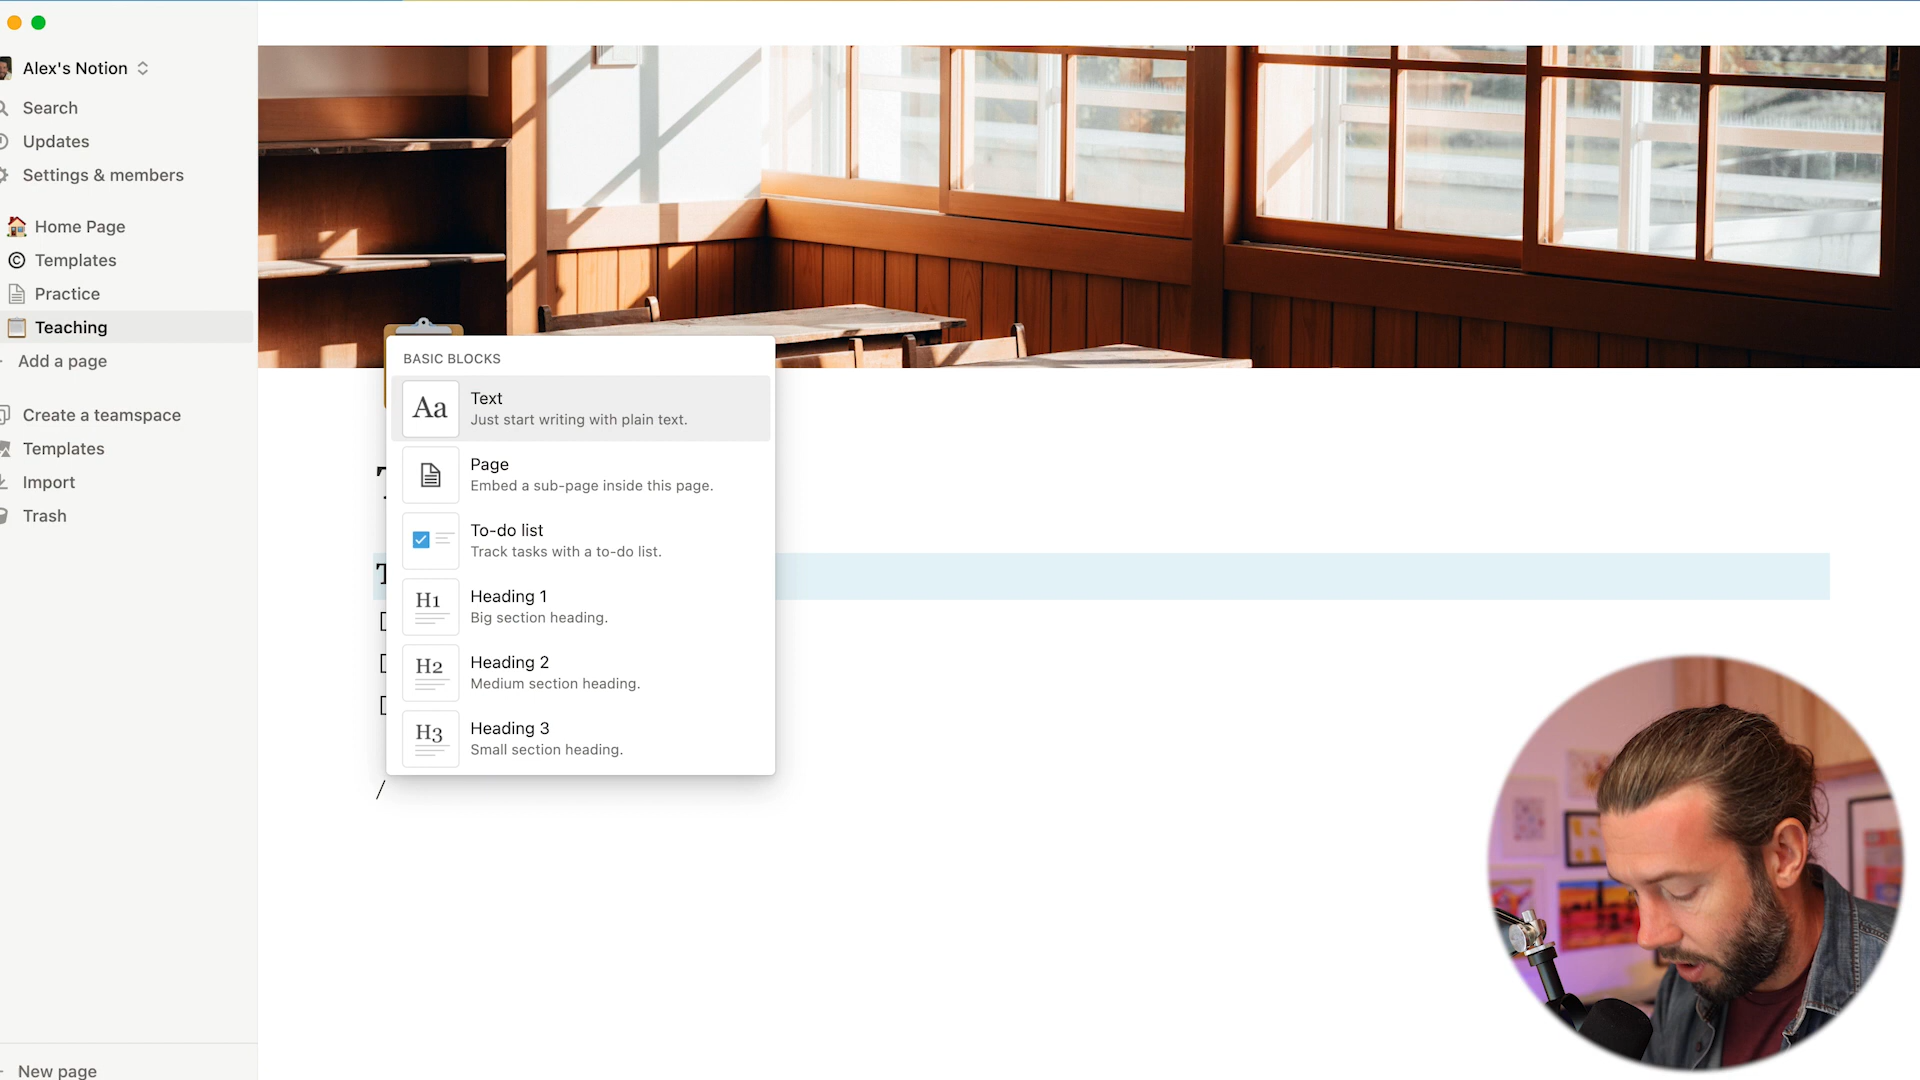 Alex's Notion
Search
Updates
Settings & members
Home Page
Templates
Practice
Teaching
Add a page
Create a teamspace
Templates
Import
Trash
New page
BASIC BLOCKS
Aa
Text
Just start writing with plain text.
Page
Embed a sub-page inside this page.
To-do list
Track tasks with a to-do list.
H1
Heading 1
Big section heading.
H2
Heading 2
Medium section heading.
H3
Heading 3
Small section heading.
/